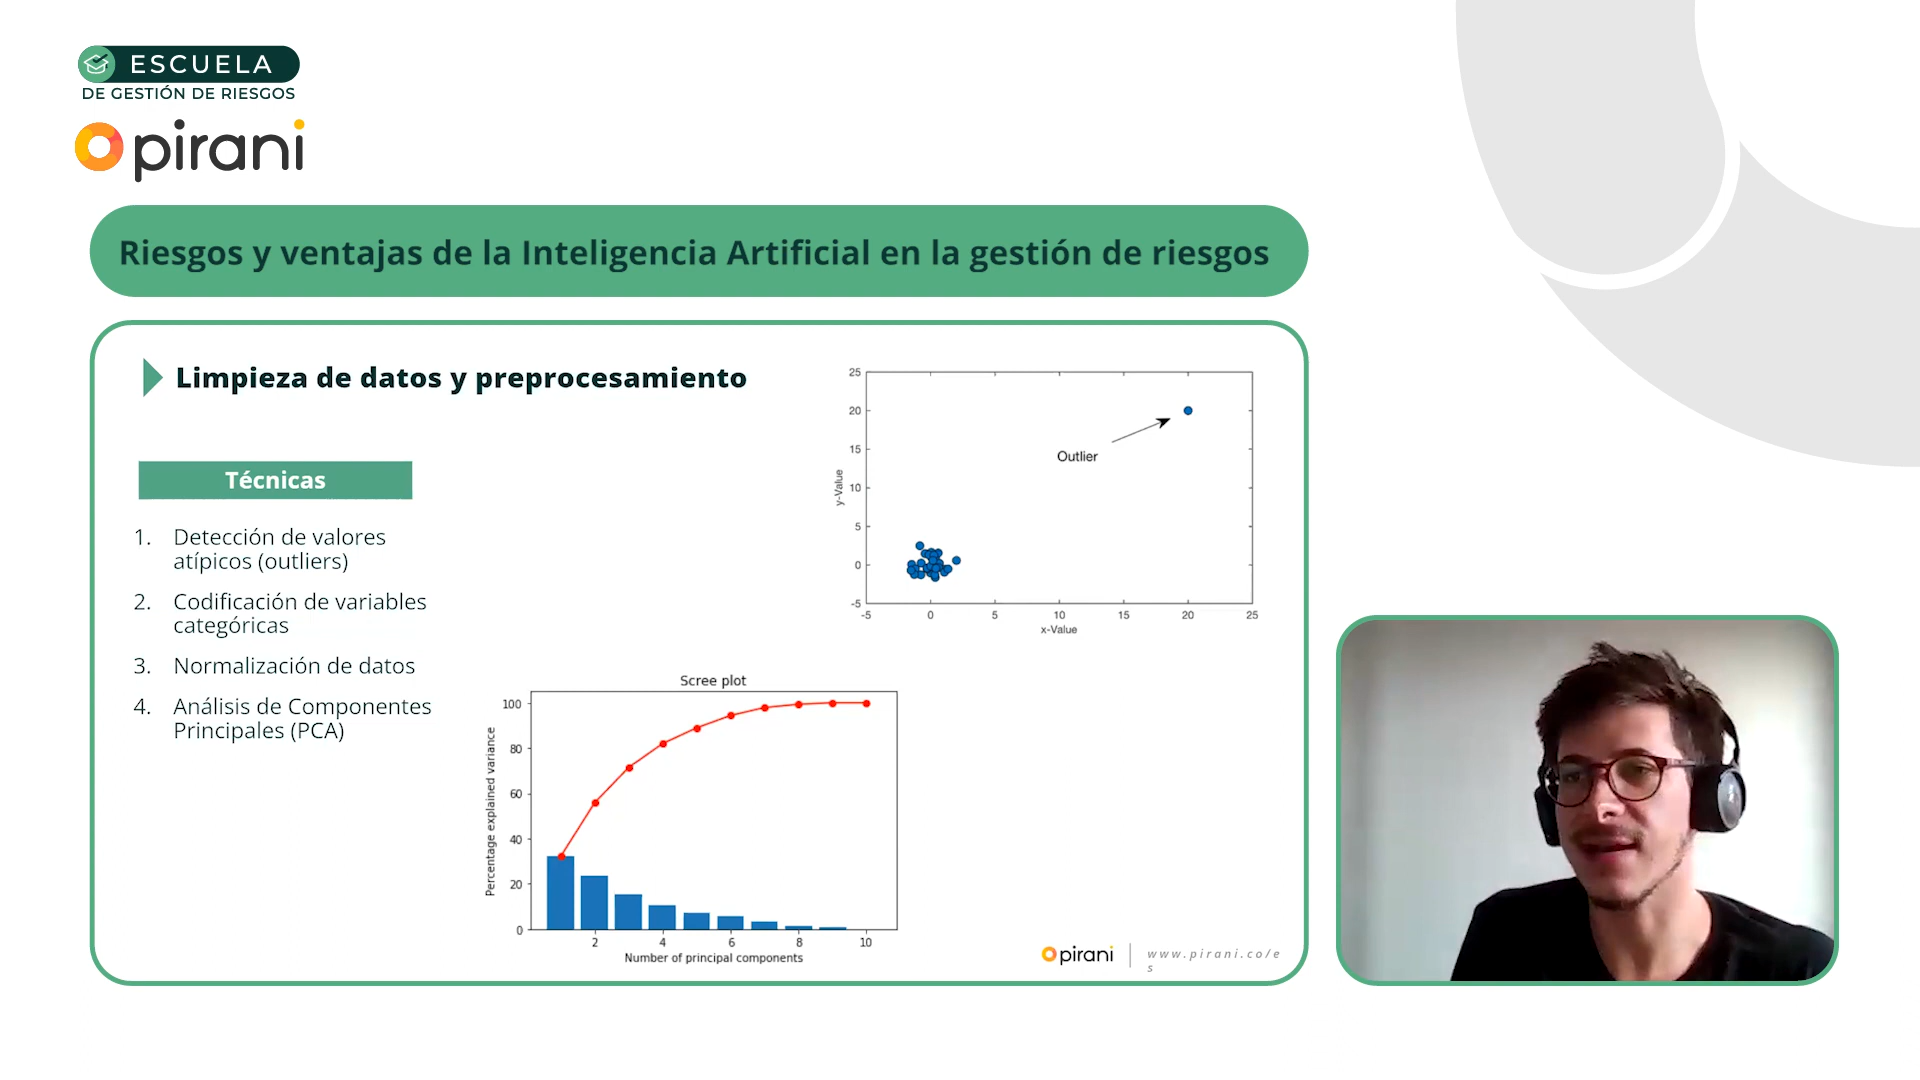 ESCUELA
DE GESTIÓN DE RIESGOS
pirani
Riesgos y ventajas de la Inteligencia Artificial en la gestión de riesgos
Limpieza de datos y preprocesamiento
Técnicas
1. Detección de valores
atípicos (outliers)
2. Codificación de variables
categóricas
3. Normalización de datos
4. Análisis de Componentes
Principales (PCA)
25
20
15
10
5
0
-5
y-Value
Outlier
-5 0 5 10 15 20 25
x-Value
Scree plot
100
80
60
40
20
0
Percentage explained variance
2 4 6 8 10
Number of principal components
pirani
www.pirani.co/e
s